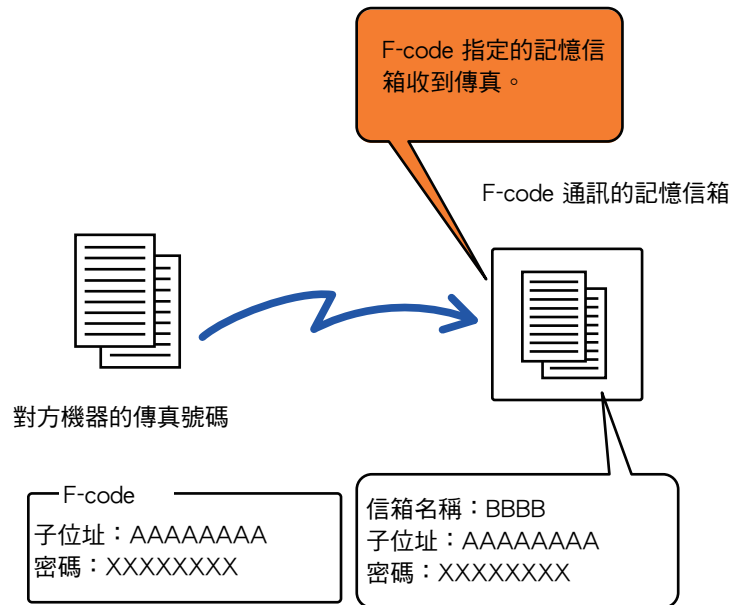 F-code 指定的記憶信
箱收到傳真。
F-code 通訊的記憶信箱
對方機器的傳真號碼
F-code
子位址：AAAAAAAA
密碼：XXXXXXXX
信箱名稱：BBBB
子位址：AAAAAAAA
密碼：XXXXXXXX